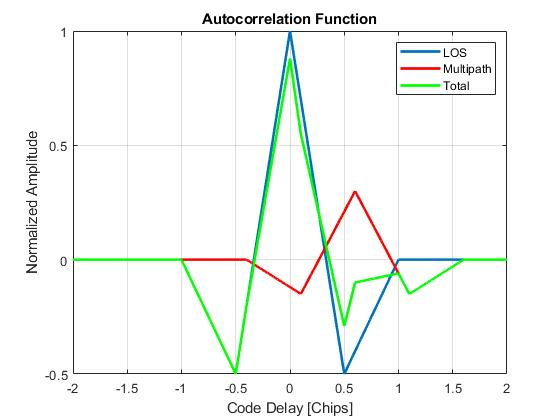 Autocorrelation Function
LOS
Multipath
Total
Normalized Amplitude
1
0.5
0
-0.5
-2
-1.5
-1
-0.5
0
0.5
1
1.5
2
Code Delay [Chips]